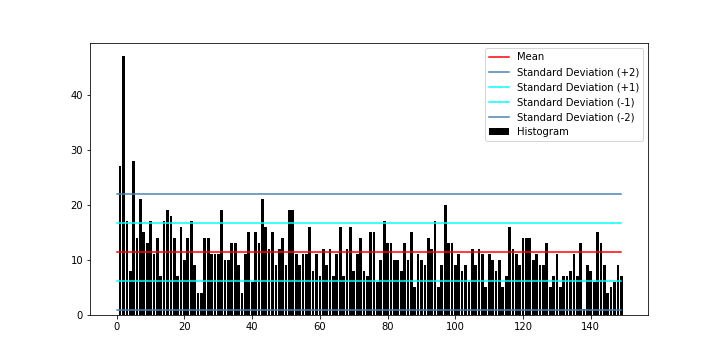 Mean
Standard Deviation (+2)
Standard Deviation (+1)
Standard Deviation (-1)
Standard Deviation (-2)
Histogram
40
30
20
10
0
0 20 40 60 80 100 120 140